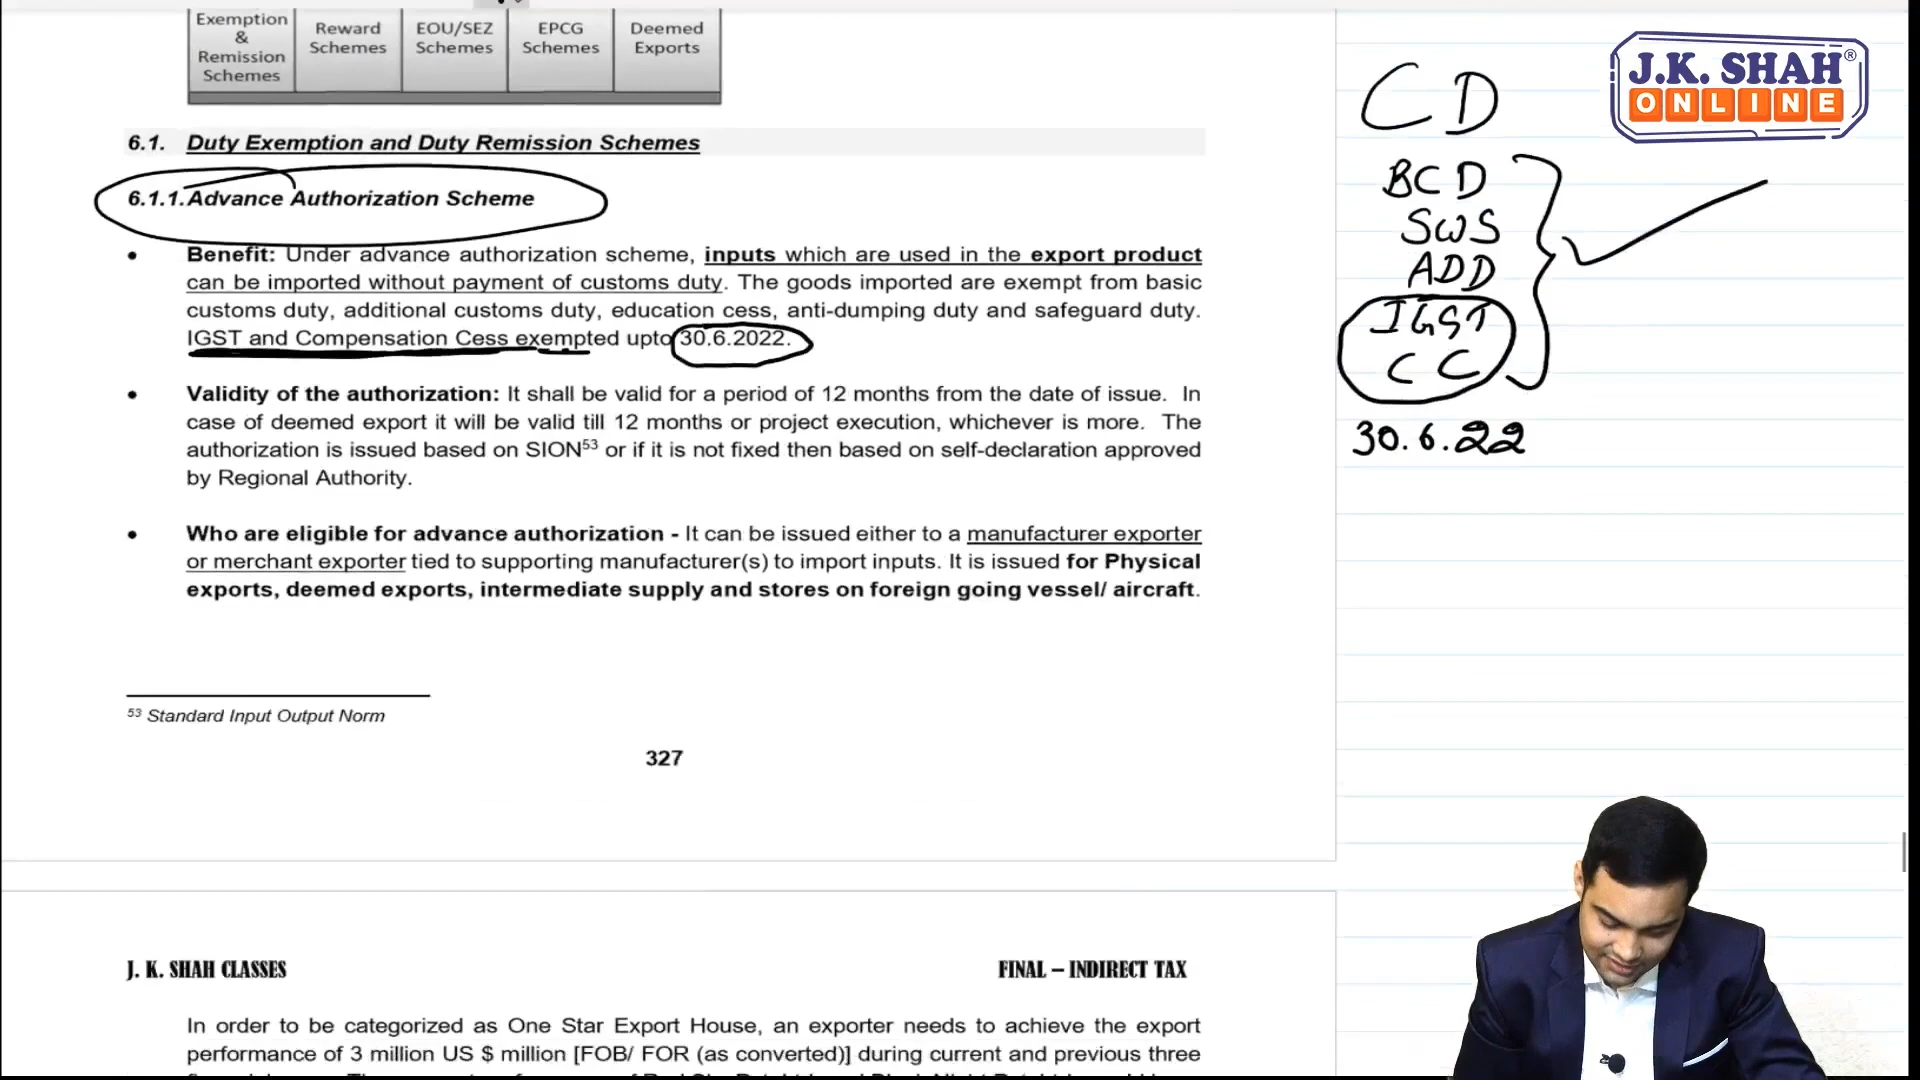 Exemption
&
Remission
Schemes
Reward
Schemes
EOU/SEZ
Schemes
EPCG
Schemes
Deemed
Exports
6.1. Duty Exemption and Duty Remission Schemes
6.1.1.Advance Authorization Scheme
• Benefit: Under advance authorization scheme, inputs which are used in the export product
can be imported without payment of customs duty. The goods imported are exempt from basic
customs duty, additional customs duty, education cess, anti-dumping duty and safeguard duty.
IGST and Compensation Cess exempted upto 30.6.2022.
• Validity of the authorization: It shall be valid for a period of 12 months from the date of issue. In
case of deemed export it will be valid till 12 months or project execution, whichever is more. The
authorization is issued based on SION53 or if it is not fixed then based on self-declaration approved
by Regional Authority.
• Who are eligible for advance authorization - It can be issued either to a manufacturer exporter
or merchant exporter tied to supporting manufacturer(s) to import inputs. It is issued for Physical
exports, deemed exports, intermediate supply and stores on foreign going vessel/ aircraft.
53 Standard Input Output Norm
327
J. K. SHAH CLASSES
FINAL – INDIRECT TAX
In order to be categorized as One Star Export House, an exporter needs to achieve the export
performance of 3 million US $ million [FOB/ FOR (as converted)] during current and previous three
J.K. SHAH®
ONLINE
CD
BCD
SWS
ADD
IGST
CC
30.6.22